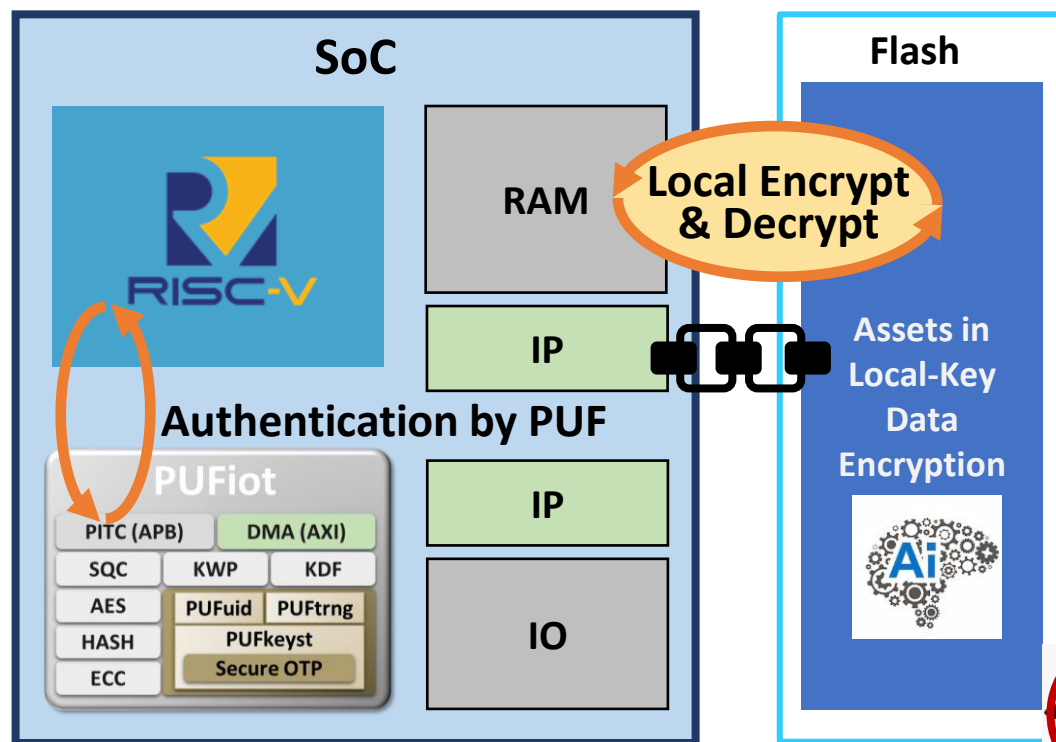 SoC
Flash
RISC-V
RAM
Local Encrypt
& Decrypt
IP
Assets in
Local-Key
Data
Encryption
Authentication by PUF
PUFiot
PITC (APB)
DMA (AXI)
SQC
KWP
KDF
AES
PUFuid
PUFtrng
HASH
PUFkeyst
ECC
Secure OTP
IP
IO
Ai